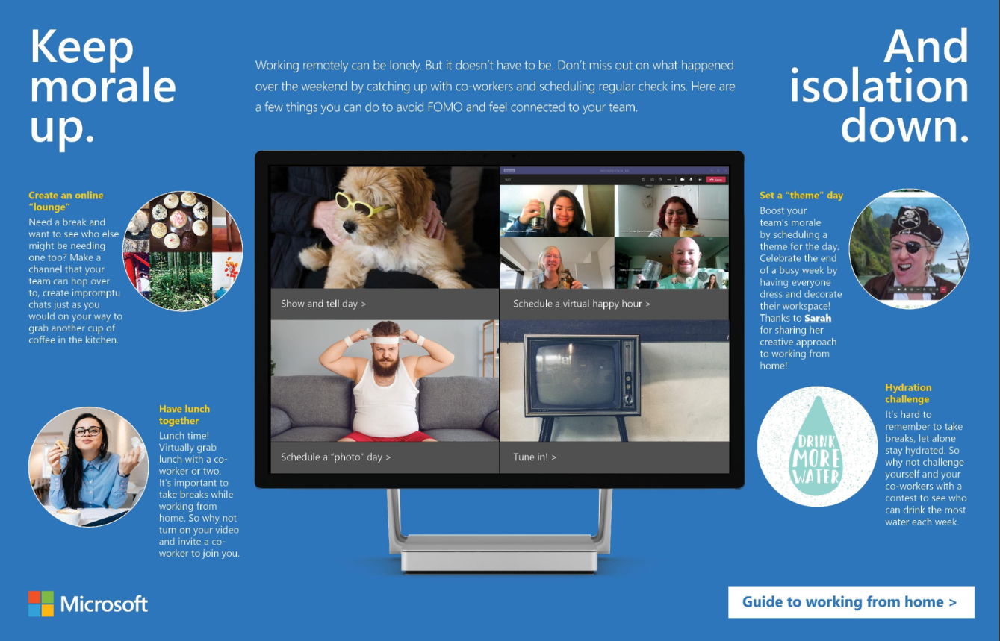 Keep
morale
up.
And
isolation
down.
Working remotely can be lonely. But it doesn't have to be. Don't miss out on what happened
over the weekend by catching up with co-workers and scheduling regular check ins. Here are
a few things you can do to avoid FOMO and feel connected to your team.
Create an online
“lounge”
Need a break and
want to see who else
might be needing
one too? Make a
channel that your
team can hop over
to, create impromptu
chats just as you
would on your way to
grab another cup of
coffee in the kitchen.
Have lunch
together
Lunch time!
Virtually grab
lunch with a co-
worker or two.
It's important to
take breaks while
working from
home. So why not
turn on your video
and invite a co-
worker to join you.
Show and tell day >
Schedule a virtual happy hour >
Schedule a “photo” day >
Tune in! >
Set a “theme” day
Boost your
team's morale
by scheduling a
theme for the day.
Celebrate the end
of a busy week by
having everyone
dress and decorate
their workspace!
Thanks to Sarah
for sharing her
creative approach
to working from
home!
DRINK
MORE
WATER
Hydration
challenge
It's hard to
remember to take
breaks, let alone
stay hydrated. So
why not challenge
yourself and your
co-workers with a
contest to see who
can drink the most
water each week.
Microsoft
Guide to working from home >